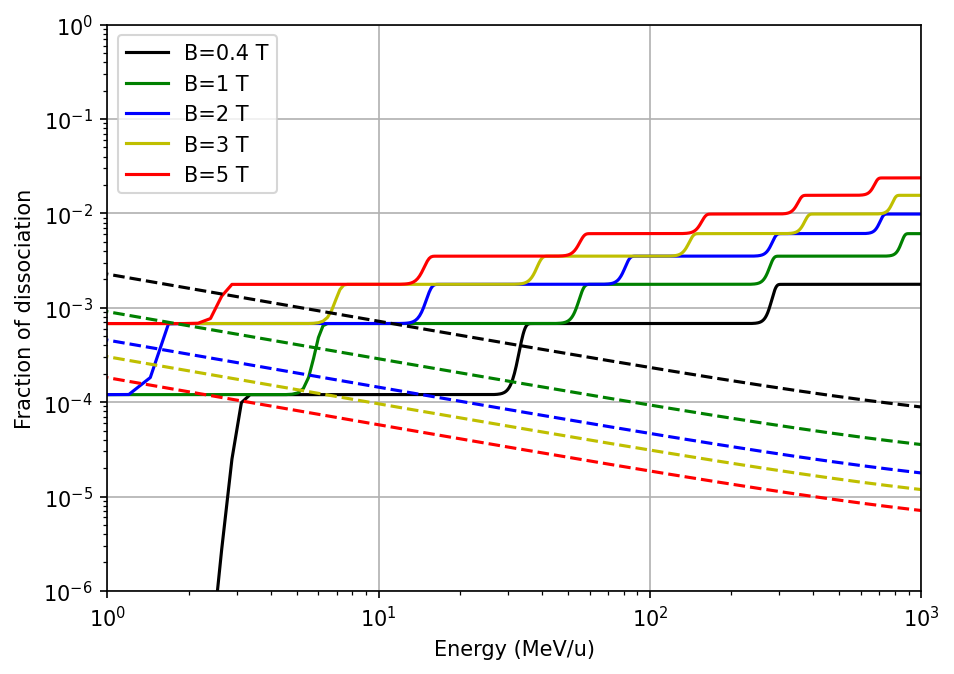 10^0
10^-1
10^-2
10^-3
10^-4
10^-5
10^-6
Fraction of dissociation
B=0.4 T
B=1 T
B=2 T
B=3 T
B=5 T
10^0 10^1 10^2 10^3
Energy (MeV/u)